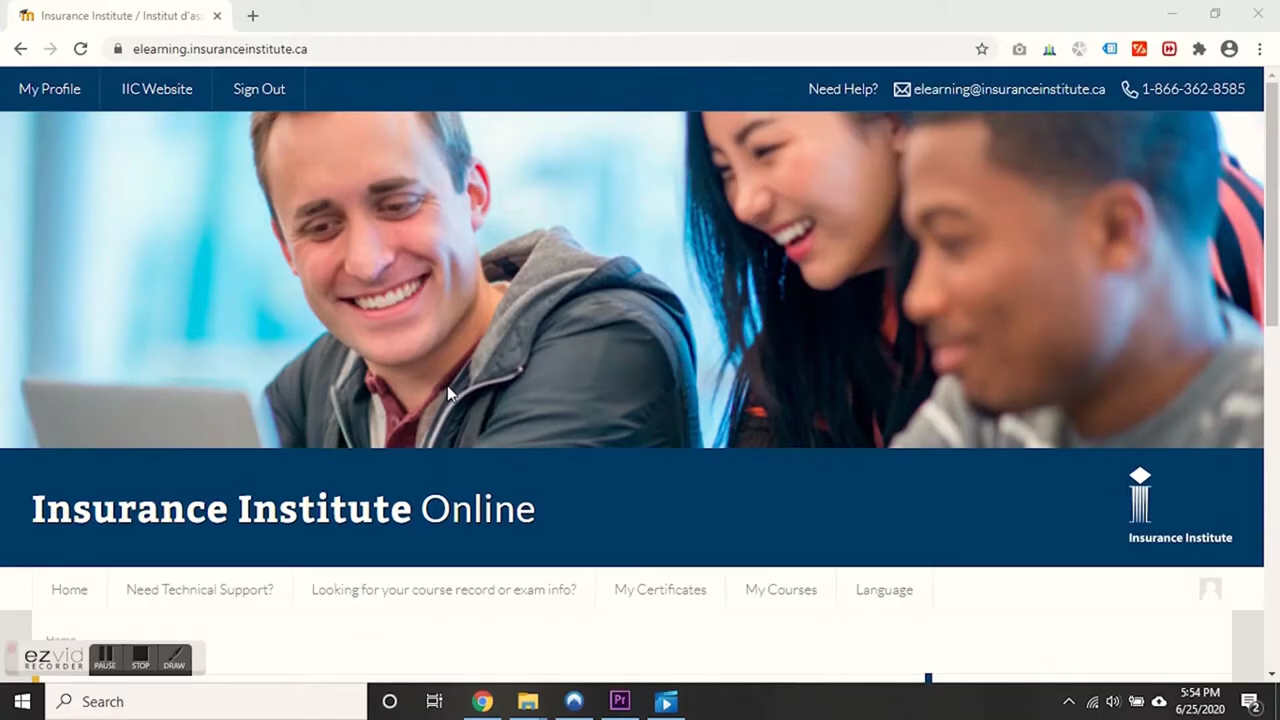 Insurance Institute / Institut d'as
elearning.insuranceinstitute.ca
My Profile IIC Website Sign Out Need Help? elearning@insuranceinstitute.ca 1-866-362-8585
Insurance Institute Online
Insurance Institute
Home Need Technical Support? Looking for your course record or exam info? My Certificates My Courses Language
Home
ezvid
RECORDER
PAUSE STOP DRAW
Search
Pr
5:54 PM
6/25/2020
2